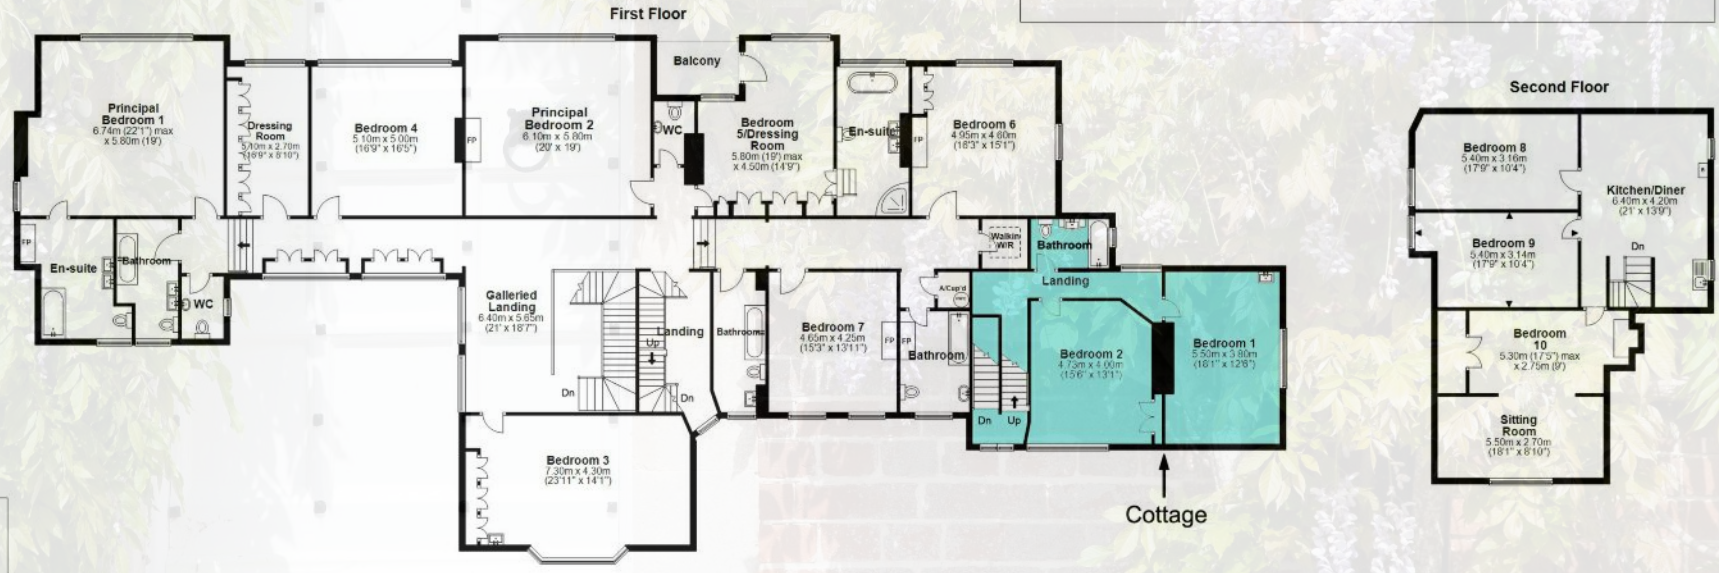 First Floor
Principal
Bedroom 1
6.74m (22'1") max
x 5.80m (19')
Dressing
Room
5.10m x 2.70m
(16'9" x 8'10")
Bedroom 4
5.10m x 5.00m
(16'9" x 16'5")
FP
Principal
Bedroom 2
6.10m x 5.80m
(20' x 19')
Balcony
WC
Bedroom
5/Dressing
Room
5.80m (19') max
x 4.50m (14'9")
En-suite
FP
Bedroom 6
4.95m x 4.60m
(16'3" x 15'1")
FP
En-suite
Bathroom
WC
Galleried
Landing
6.40m x 5.65m
(21' x 18'7")
Dn
Landing
Up
Dn
Bathroom
Bedroom 7
4.65m x 4.25m
(15'3" x 13'11")
FP
FP
Bathroom
A/Cup'd
Walk in
W/R
Bathroom
Landing
Dn
Up
Bedroom 2
4.73m x 4.00m
(15'6" x 13'1")
Bedroom 1
5.50m x 3.80m
(18'1" x 12'6")
Bedroom 3
7.30m x 4.30m
(23'11" x 14'1")
Cottage
Second Floor
Bedroom 8
5.40m x 3.16m
(17'9" x 10'4")
Kitchen/Diner
6.40m x 4.20m
(21' x 13'9")
Bedroom 9
5.40m x 3.14m
(17'9" x 10'4")
Dn
Bedroom
10
5.30m (17'5") max
x 2.75m (9')
Sitting
Room
5.50m x 2.70m
(18'1" x 8'10")